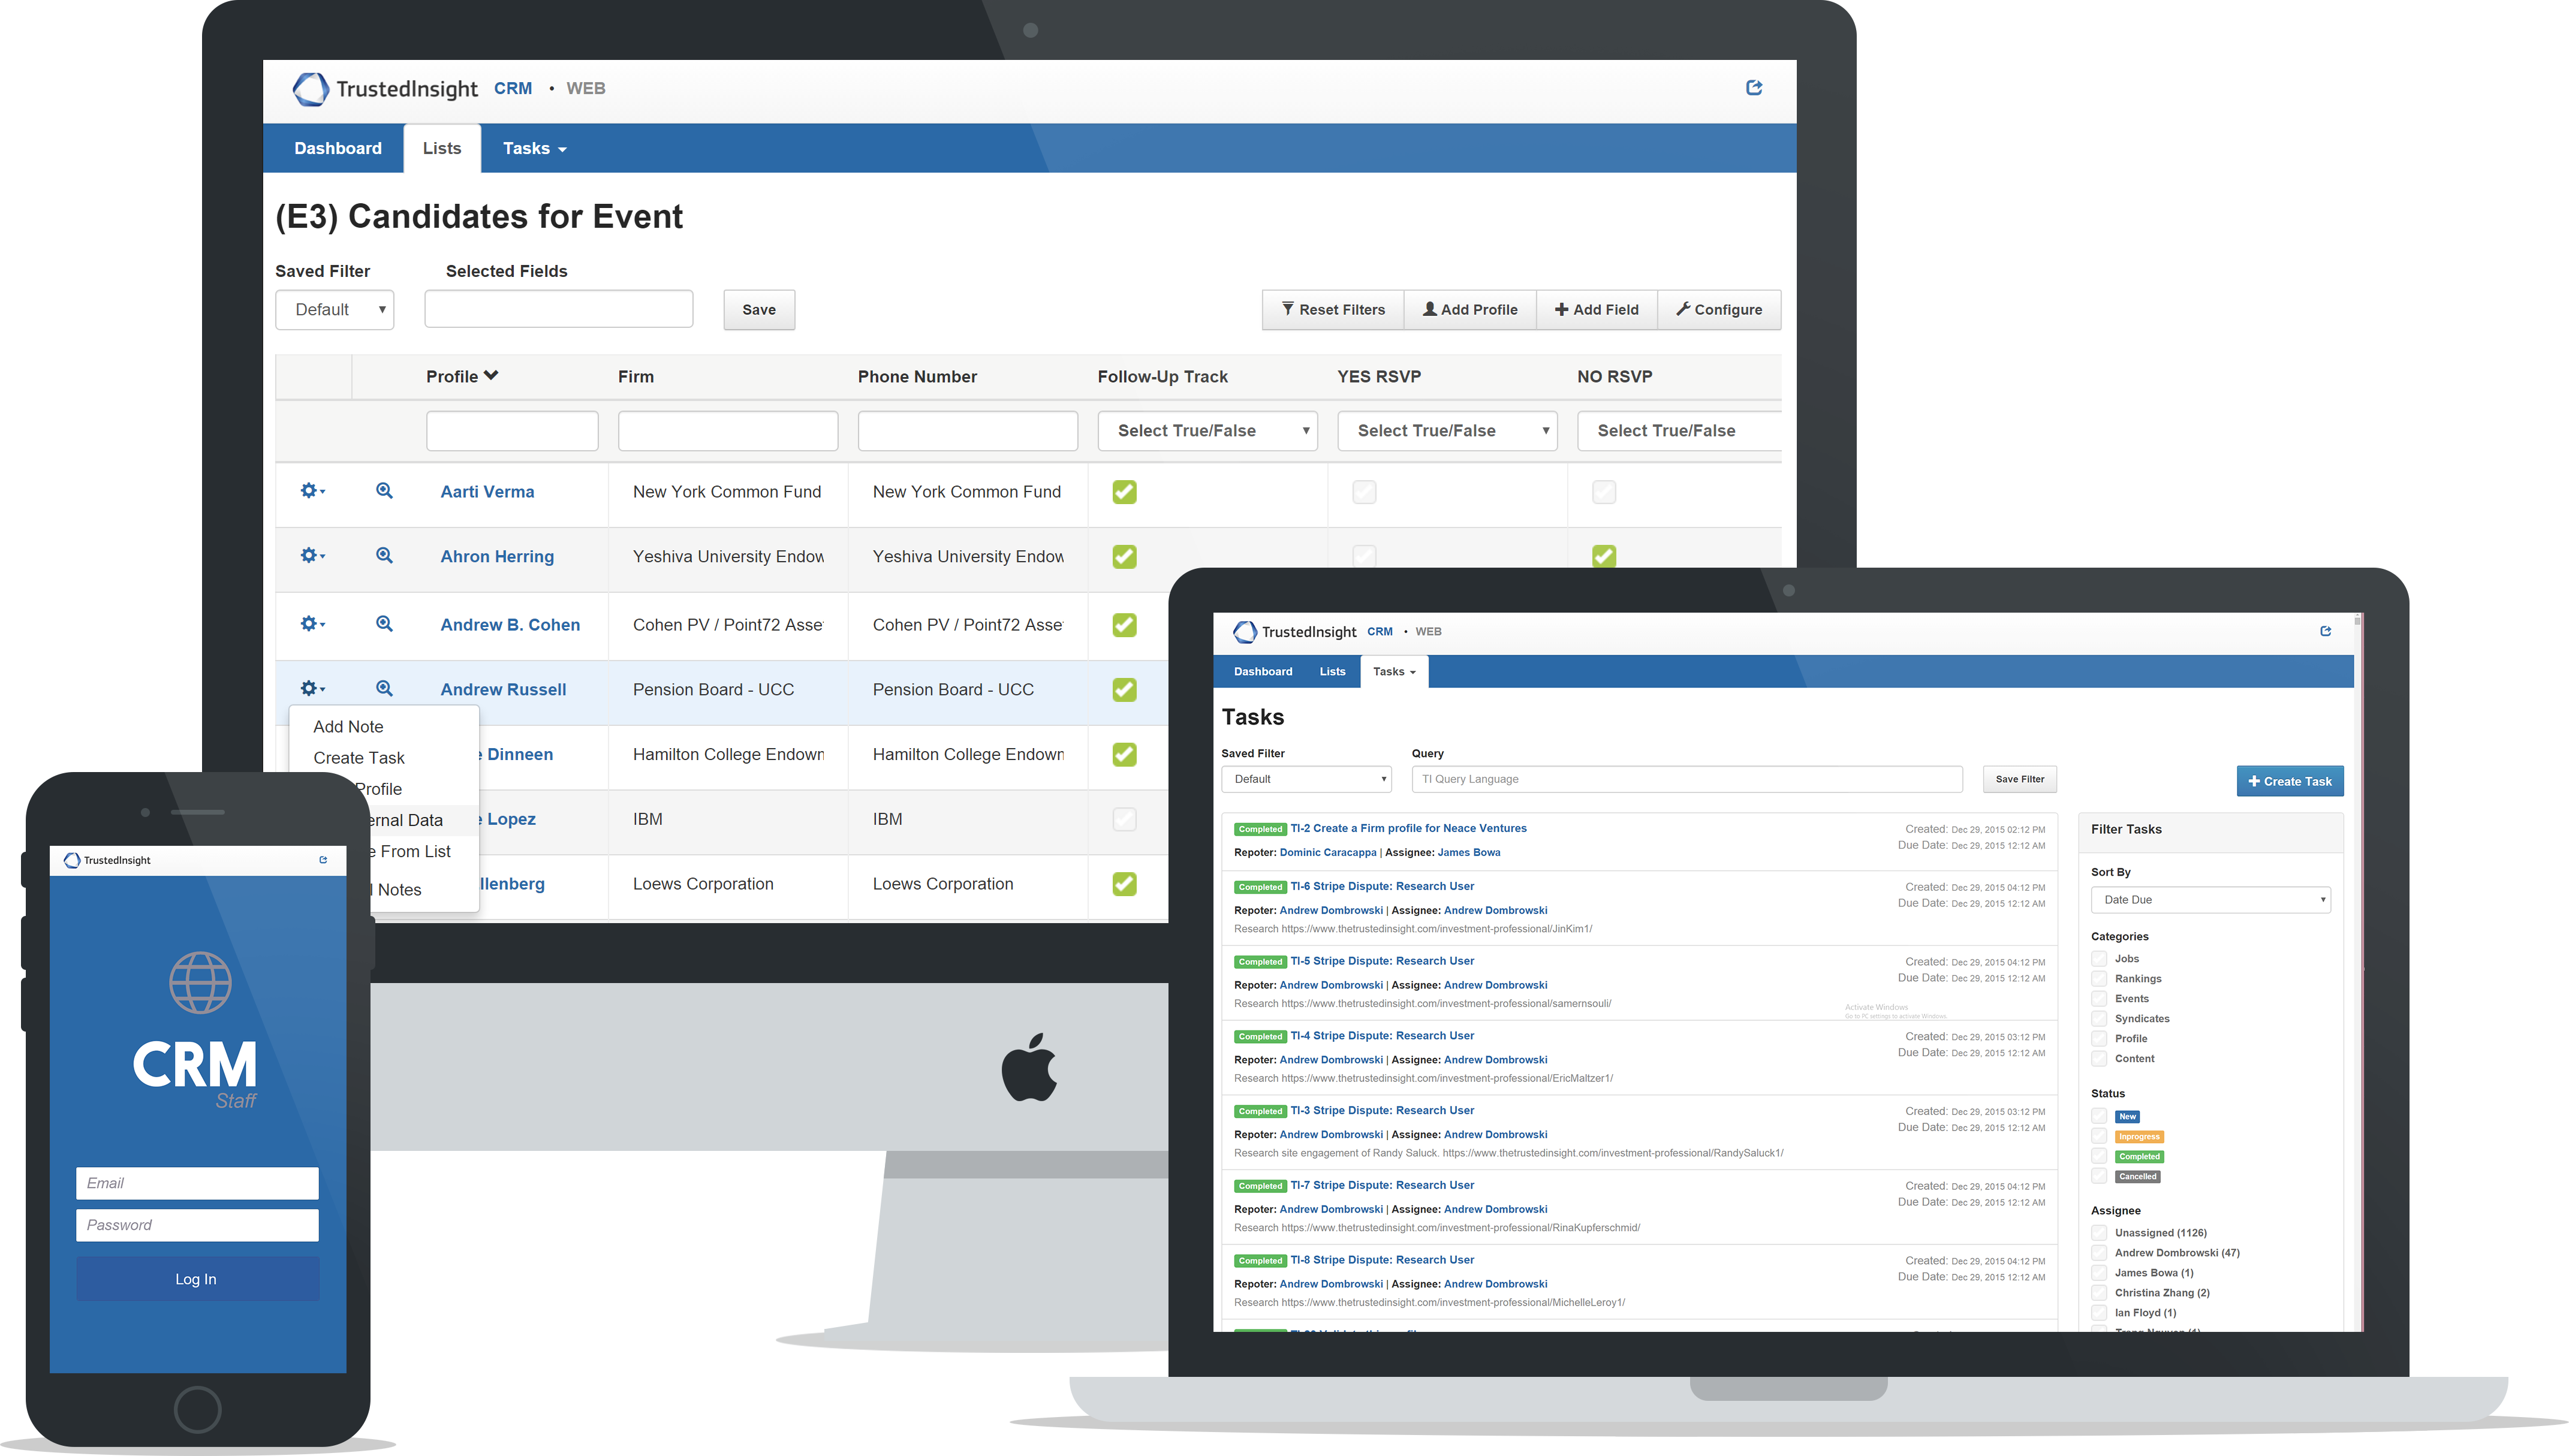 TrustedInsight CRM • WEB
Dashboard Lists Tasks
(E3) Candidates for Event
Saved Filter Selected Fields
Default Save Reset Filters Add Profile Add Field Configure
Profile Firm Phone Number Follow-Up Track YES RSVP NO RSVP
Select True/False Select True/False Select True/False
Aarti Verma New York Common Fund New York Common Fund
Ahron Herring Yeshiva University Endow Yeshiva University Endow
Andrew B. Cohen Cohen PV / Point72 Asse Cohen PV / Point72 Asse
Andrew Russell Pension Board - UCC Pension Board - UCC
Dinneen Hamilton College Endown Hamilton College Endown
Lopez IBM IBM
llenberg Loews Corporation Loews Corporation
Add Note
Create Task
Profile
ernal Data
e From List
Notes
TrustedInsight
CRM
Staff
Email
Password
Log In
TrustedInsight CRM • WEB
Dashboard Lists Tasks
Tasks
Saved Filter Query
Default TI Query Language Save Filter Create Task
Completed TI-2 Create a Firm profile for Neace Ventures Created: Dec 29, 2015 02:12 PM
Due Date: Dec 29, 2015 12:12 AM
Repoter: Dominic Caracappa | Assignee: James Bowa
Completed TI-6 Stripe Dispute: Research User Created: Dec 29, 2015 04:12 PM
Due Date: Dec 29, 2015 12:12 AM
Repoter: Andrew Dombrowski | Assignee: Andrew Dombrowski
Research https://www.thetrustedinsight.com/investment-professional/JinKim1/
Completed TI-5 Stripe Dispute: Research User Created: Dec 29, 2015 04:12 PM
Due Date: Dec 29, 2015 12:12 AM
Repoter: Andrew Dombrowski | Assignee: Andrew Dombrowski
Research https://www.thetrustedinsight.com/investment-professional/samernsouli/
Activate Windows
Go to PC settings to activate Windows.
Completed TI-4 Stripe Dispute: Research User Created: Dec 29, 2015 03:12 PM
Due Date: Dec 29, 2015 12:12 AM
Repoter: Andrew Dombrowski | Assignee: Andrew Dombrowski
Research https://www.thetrustedinsight.com/investment-professional/EricMaltzer1/
Completed TI-3 Stripe Dispute: Research User Created: Dec 29, 2015 03:12 PM
Due Date: Dec 29, 2015 12:12 AM
Repoter: Andrew Dombrowski | Assignee: Andrew Dombrowski
Research site engagement of Randy Saluck. https://www.thetrustedinsight.com/investment-professional/RandySaluck1/
Completed TI-7 Stripe Dispute: Research User Created: Dec 29, 2015 04:12 PM
Due Date: Dec 29, 2015 12:12 AM
Repoter: Andrew Dombrowski | Assignee: Andrew Dombrowski
Research https://www.thetrustedinsight.com/investment-professional/RinaKupferschmid/
Completed TI-8 Stripe Dispute: Research User Created: Dec 29, 2015 04:12 PM
Due Date: Dec 29, 2015 12:12 AM
Repoter: Andrew Dombrowski | Assignee: Andrew Dombrowski
Research https://www.thetrustedinsight.com/investment-professional/MichelleLeroy1/
Filter Tasks
Sort By
Date Due
Categories
Jobs
Rankings
Events
Syndicates
Profile
Content
Status
New
Inprogress
Completed
Cancelled
Assignee
Unassigned (1126)
Andrew Dombrowski (47)
James Bowa (1)
Christina Zhang (2)
Ian Floyd (1)